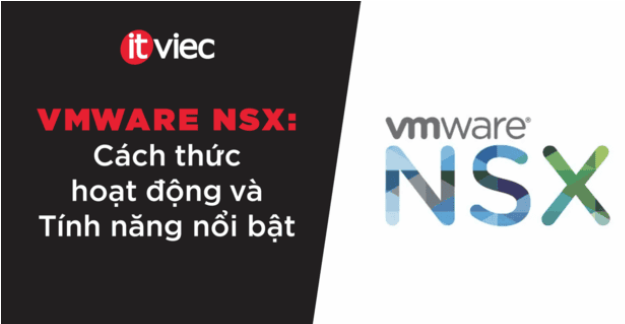 itviec
VMWARE NSX:
Cách thức
hoạt động và
Tính năng nổi bật
vmware®
NSX